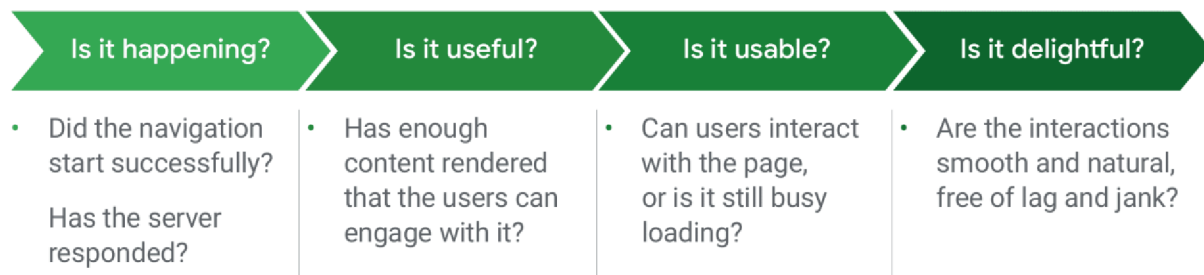 Is it happening?
Is it useful?
Is it usable?
Is it delightful?
• Did the navigation
start successfully?
Has the server
responded?
• Has enough
content rendered
that the users can
engage with it?
• Can users interact
with the page,
or is it still busy
loading?
• Are the interactions
smooth and natural,
free of lag and jank?